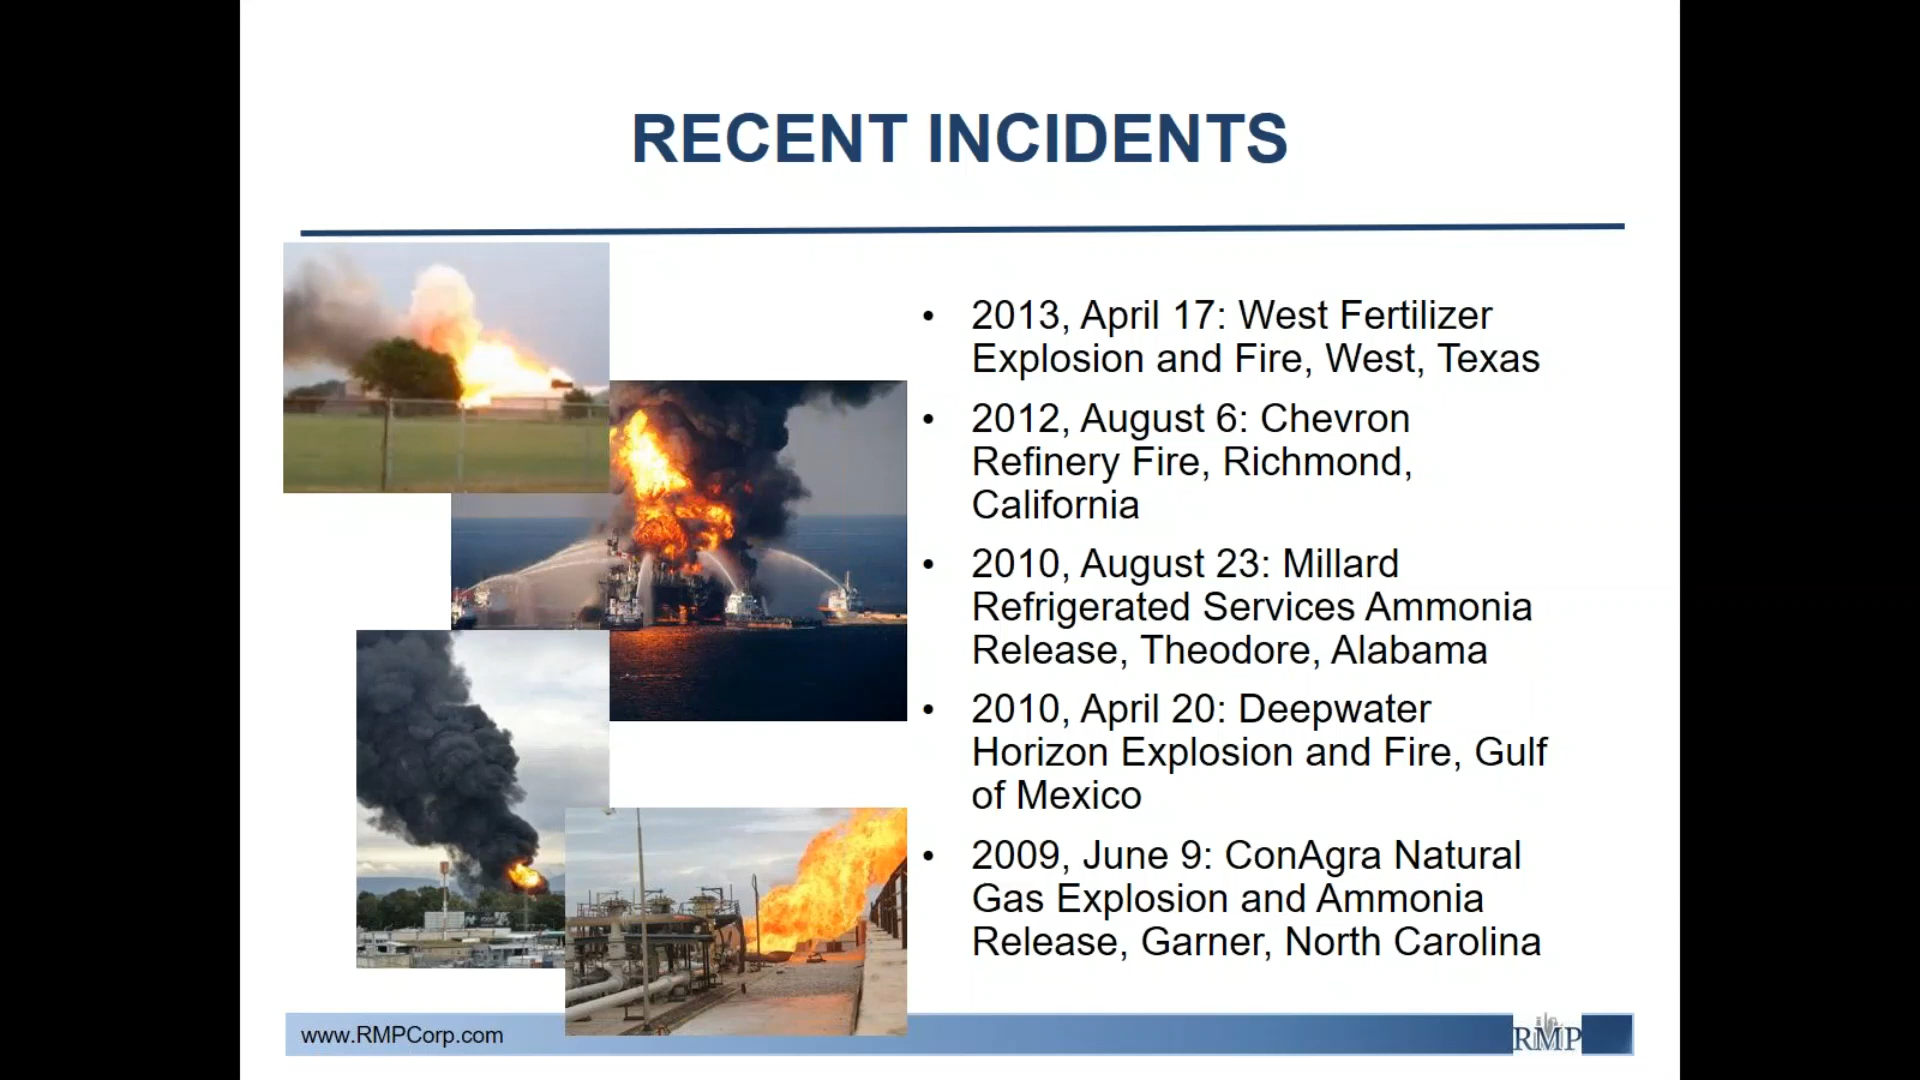 RECENT INCIDENTS
• 2013, April 17: West Fertilizer
Explosion and Fire, West, Texas
• 2012, August 6: Chevron
Refinery Fire, Richmond,
California
• 2010, August 23: Millard
Refrigerated Services Ammonia
Release, Theodore, Alabama
• 2010, April 20: Deepwater
Horizon Explosion and Fire, Gulf
of Mexico
• 2009, June 9: ConAgra Natural
Gas Explosion and Ammonia
Release, Garner, North Carolina
www.RMPCorp.com
RMP